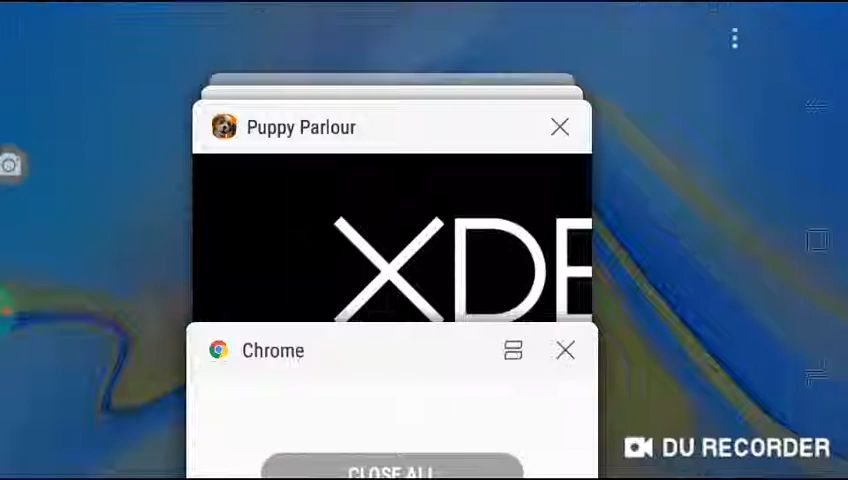 Puppy Parlour
XDE
Chrome
CLOSE ALL
DU RECORDER